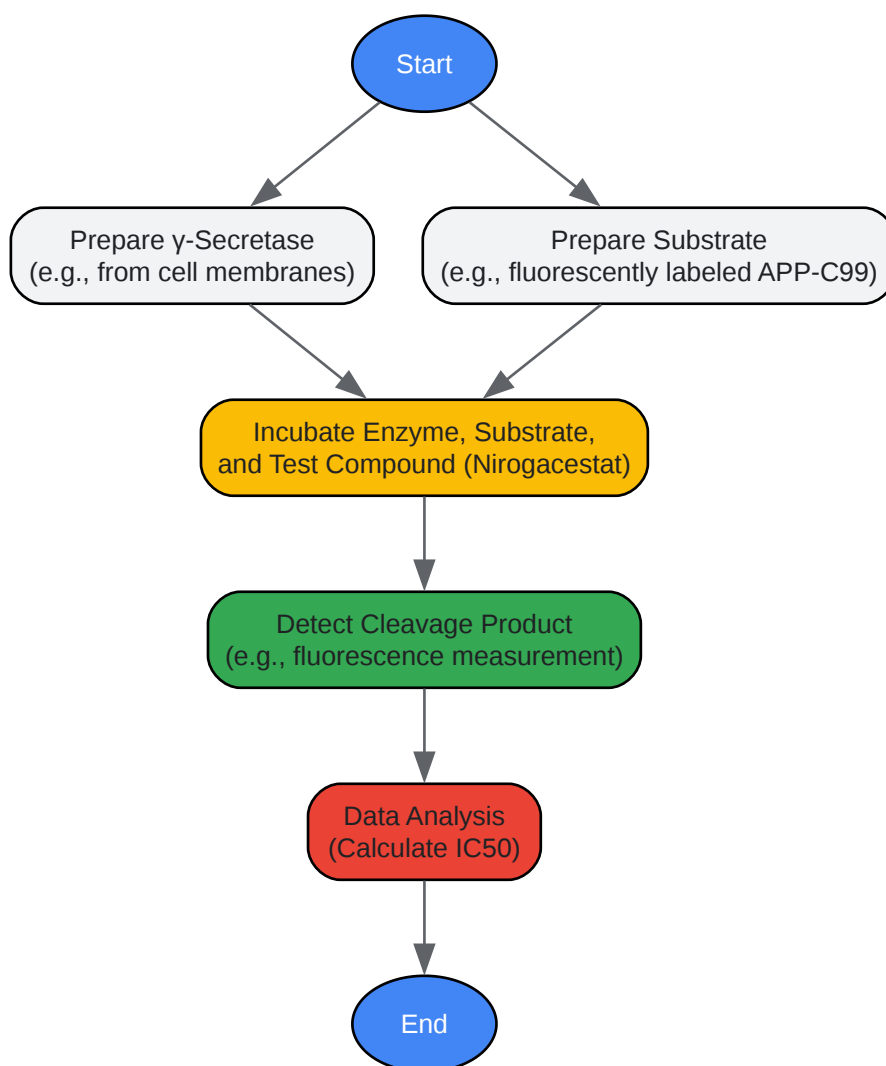 Start
Prepare γ-Secretase
(e.g., from cell membranes)
Prepare Substrate
(e.g., fluorescently labeled APP-C99)
Incubate Enzyme, Substrate,
and Test Compound (Nirogacestat)
Detect Cleavage Product
(e.g., fluorescence measurement)
Data Analysis
(Calculate IC50)
End